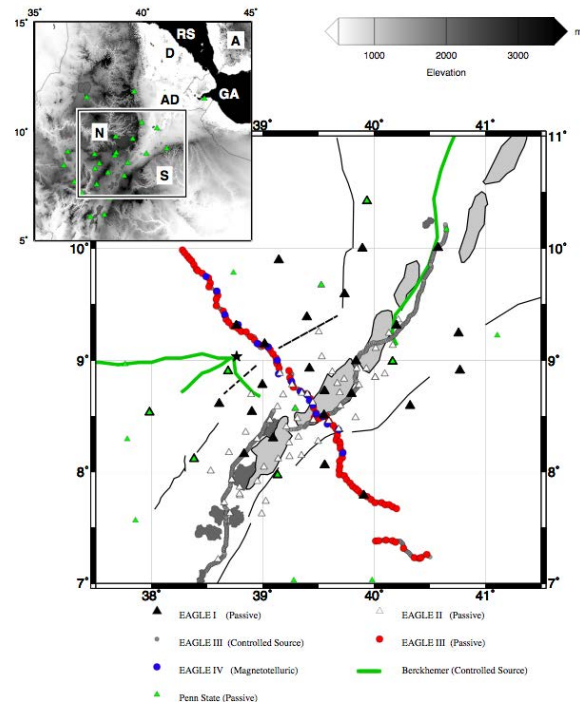 35° 40° 45°
15°
10°
5°
RS
D
A
AD
GA
N
S
1000 2000 3000
Elevation
39° 40° 41°
11°
10° 10°
9° 9°
8° 8°
7° 7°
38° 39° 40° 41°
EAGLE I (Passive) EAGLE II (Passive)
EAGLE III (Controlled Source) EAGLE III (Passive)
EAGLE IV (Magnetotelluric) Berckhemer (Controlled Source)
Penn State (Passive)